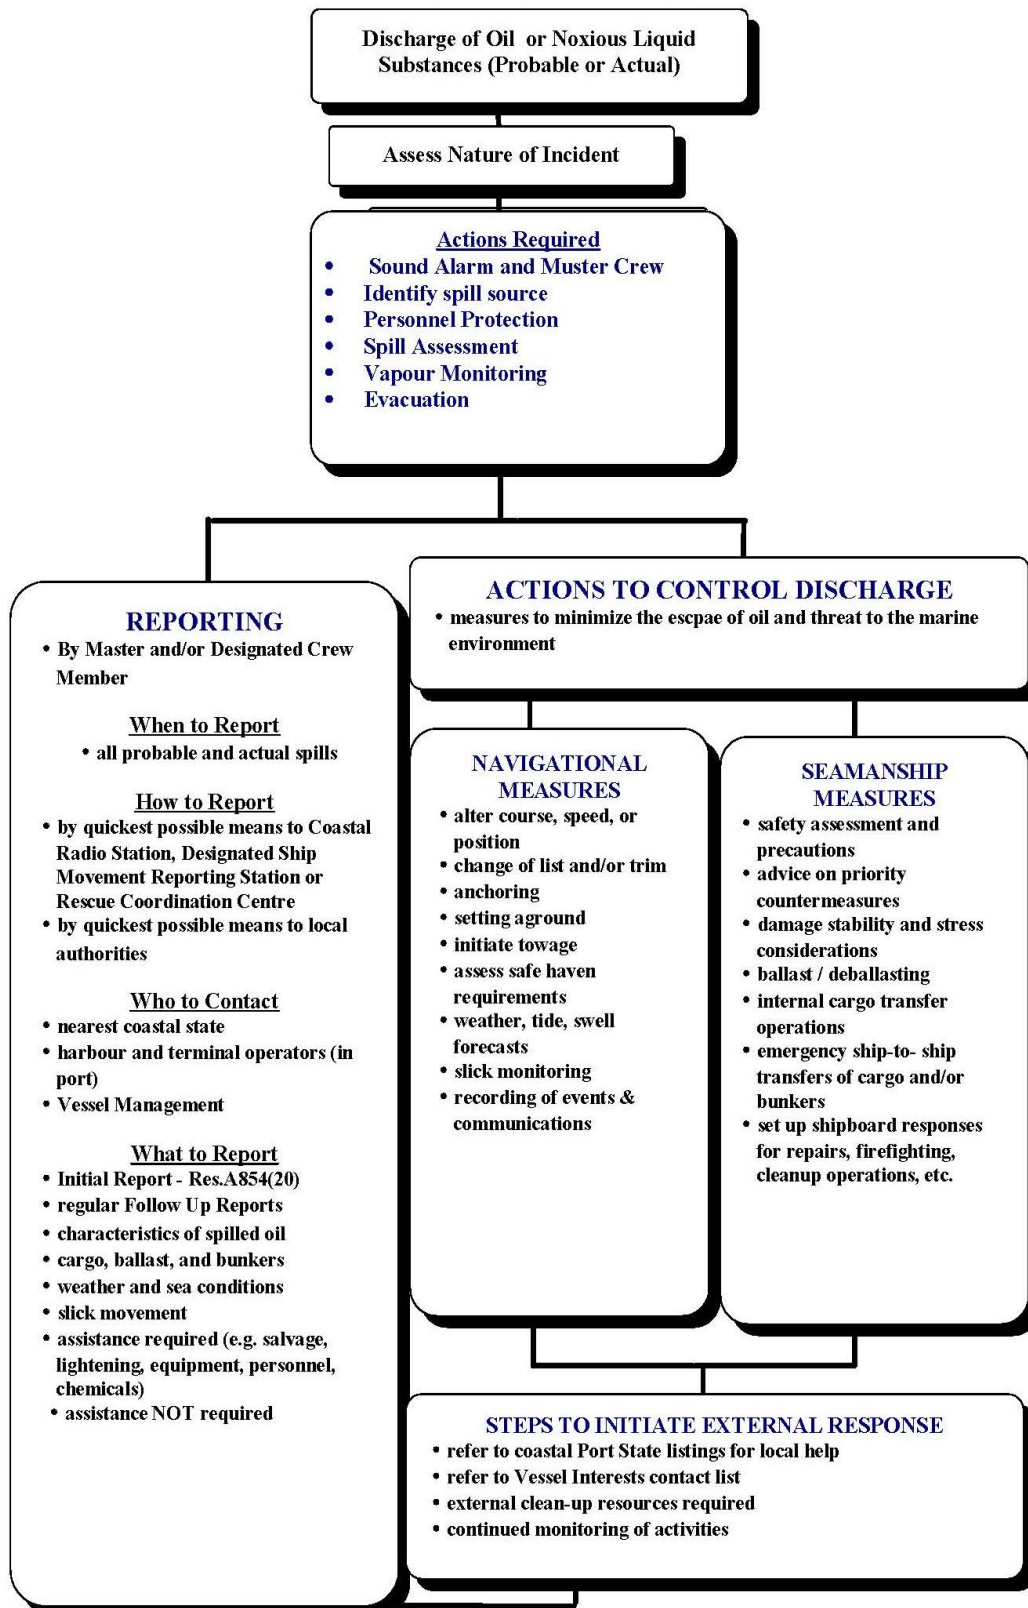 Discharge of Oil or Noxious Liquid
Substances (Probable or Actual)
Assess Nature of Incident
Actions Required
• Sound Alarm and Muster Crew
• Identify spill source
• Personnel Protection
• Spill Assessment
• Vapour Monitoring
• Evacuation
REPORTING
• By Master and/or Designated Crew
Member
When to Report
• all probable and actual spills
How to Report
• by quickest possible means to Coastal
Radio Station, Designated Ship
Movement Reporting Station or
Rescue Coordination Centre
• by quickest possible means to local
authorities
Who to Contact
• nearest coastal state
• harbour and terminal operators (in
port)
• Vessel Management
What to Report
• Initial Report - Res.A854(20)
• regular Follow Up Reports
• characteristics of spilled oil
• cargo, ballast, and bunkers
• weather and sea conditions
• slick movement
• assistance required (e.g. salvage,
lightening, equipment, personnel,
chemicals)
• assistance NOT required
ACTIONS TO CONTROL DISCHARGE
• measures to minimize the escpae of oil and threat to the marine
environment
NAVIGATIONAL
MEASURES
• alter course, speed, or
position
• change of list and/or trim
• anchoring
• setting aground
• initiate towage
• assess safe haven
requirements
• weather, tide, swell
forecasts
• slick monitoring
• recording of events &
communications
SEAMANSHIP
MEASURES
• safety assessment and
precautions
• advice on priority
countermeasures
• damage stability and stress
considerations
• ballast / deballasting
• internal cargo transfer
operations
• emergency ship-to- ship
transfers of cargo and/or
bunkers
• set up shipboard responses
for repairs, firefighting,
cleanup operations, etc.
STEPS TO INITIATE EXTERNAL RESPONSE
• refer to coastal Port State listings for local help
• refer to Vessel Interests contact list
• external clean-up resources required
• continued monitoring of activities